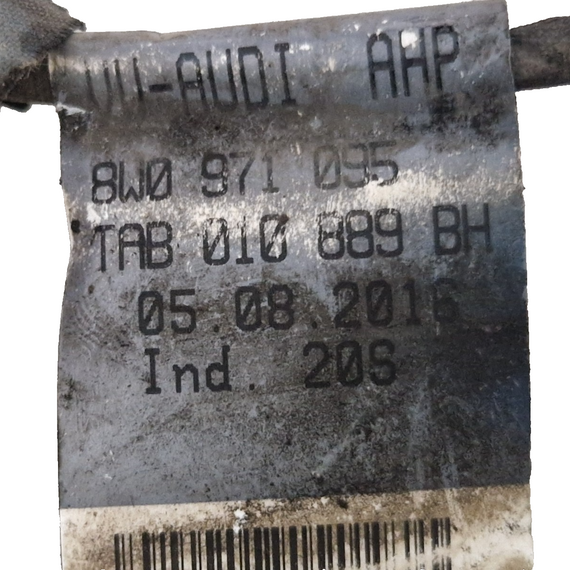 VW-AUDI AHP
8W0 971 095
TAB 010 889 BH
05.08.2016
Ind. 20S